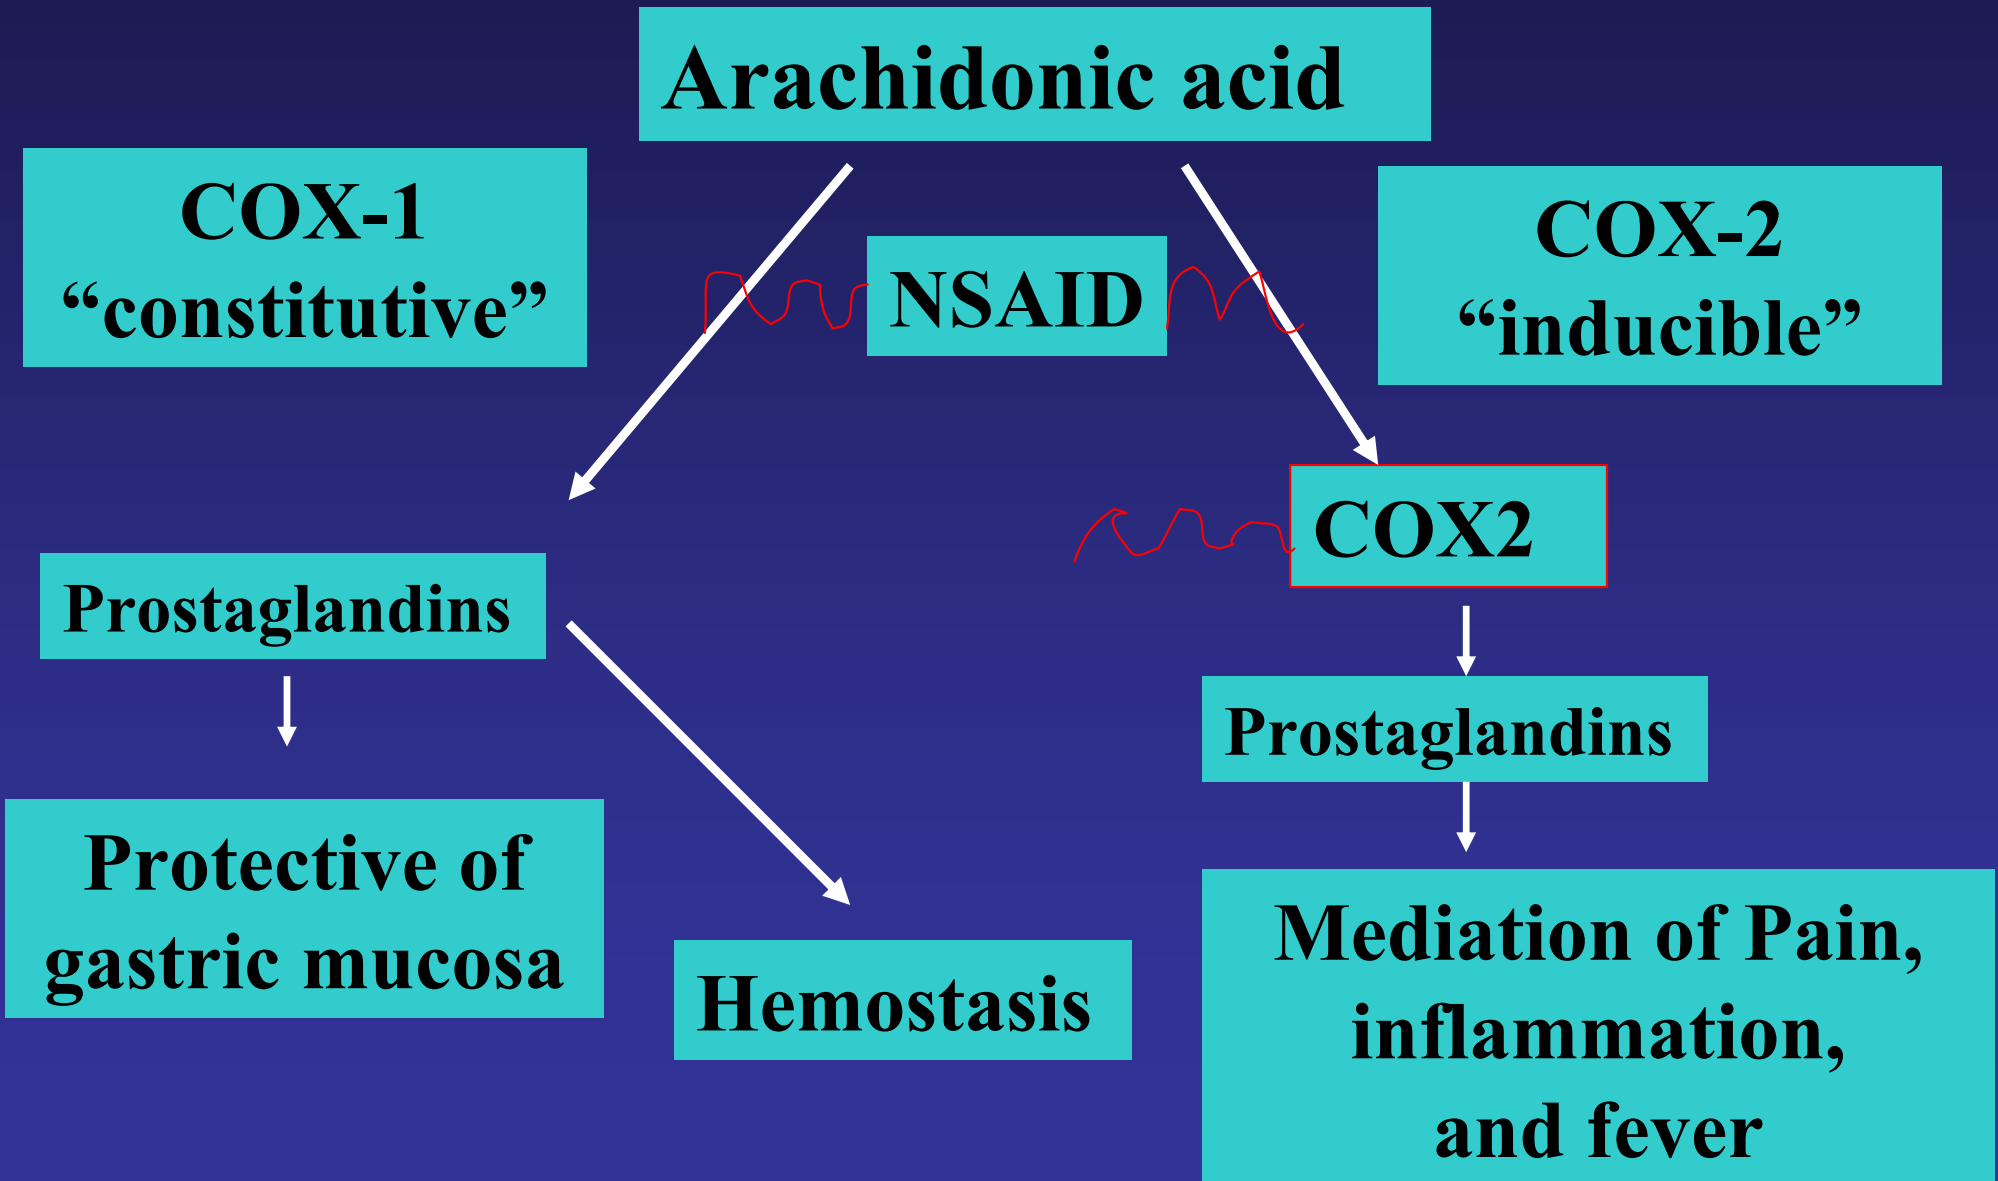 Arachidonic acid
COX-1
“constitutive”
NSAID
COX-2
“inducible”
COX2
Prostaglandins
Prostaglandins
Protective of
gastric mucosa
Hemostasis
Mediation of Pain,
inflammation,
and fever